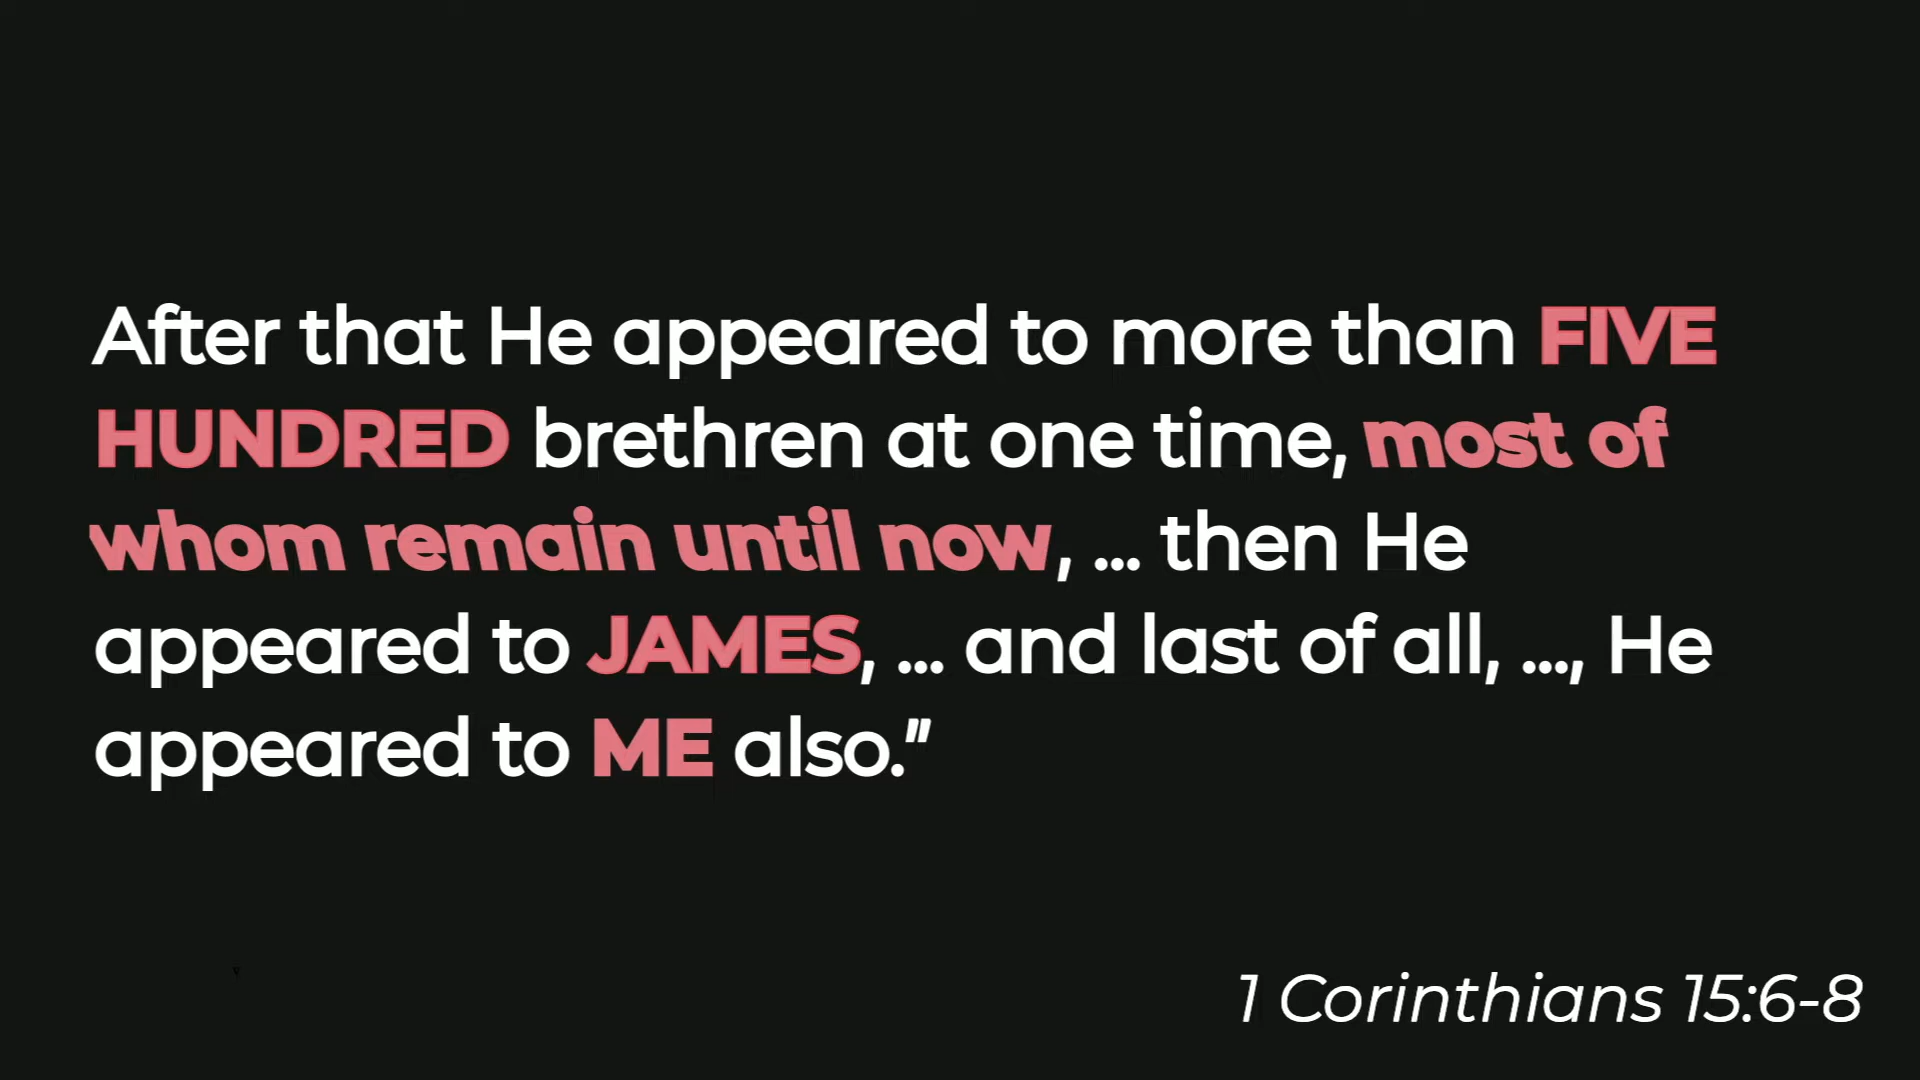 After that He appeared to more than FIVE
HUNDRED brethren at one time, most of
whom remain until now, ... then He
appeared to JAMES, ... and last of all, ..., He
appeared to ME also."
1 Corinthians 15:6-8